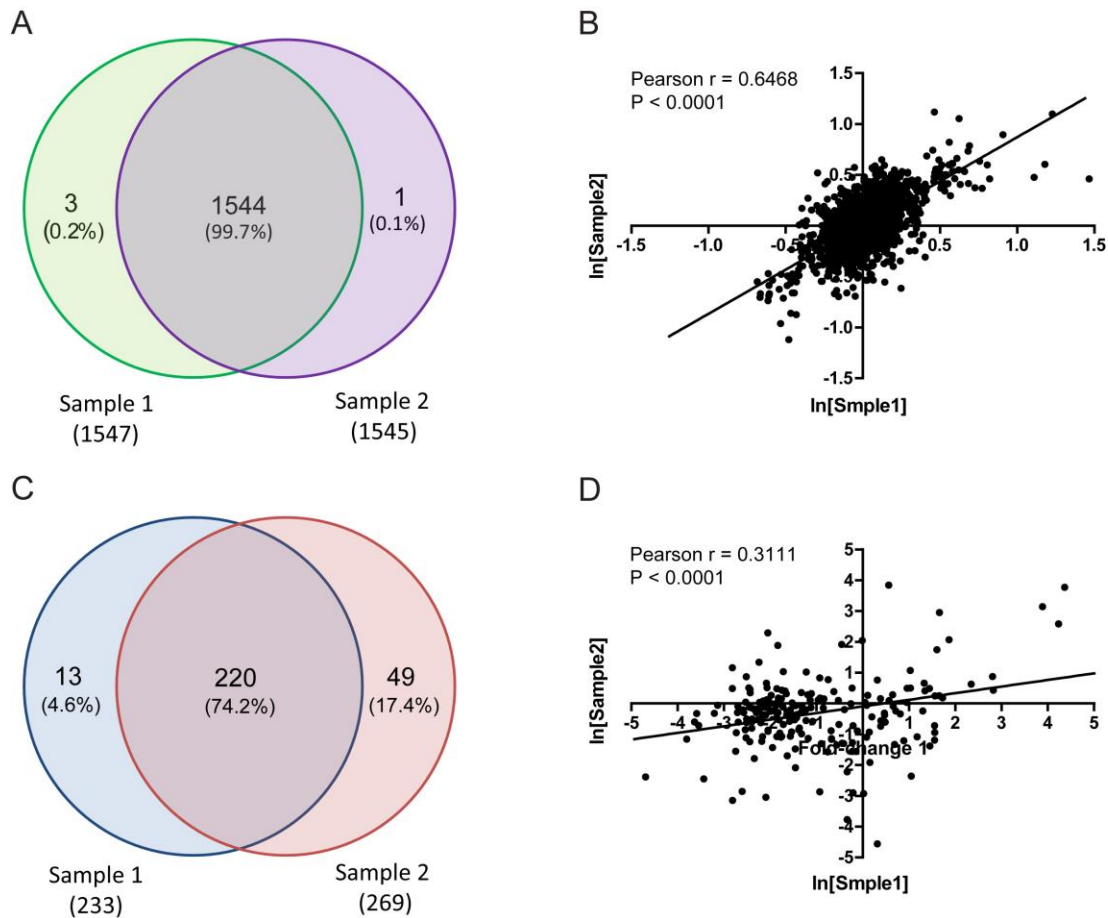 A
3
(0.2%)
1544
(99.7%)
1
(0.1%)
Sample 1
(1547)
Sample 2
(1545)
B
Pearson r = 0.6468
P < 0.0001
1.5
1.0
0.5
-1.5
-1.0
-0.5
0.5
1.0
1.5
-1.0
-1.5
ln[Sample2]
ln[Smple1]
C
13
(4.6%)
220
(74.2%)
49
(17.4%)
Sample 1
(233)
Sample 2
(269)
D
Pearson r = 0.3111
P < 0.0001
5
4
3
2
1
-5
-4
-3
-2
-1
1
2
3
4
5
-1
Fold-change 1
-2
-3
-4
-5
ln[Sample2]
ln[Smple1]